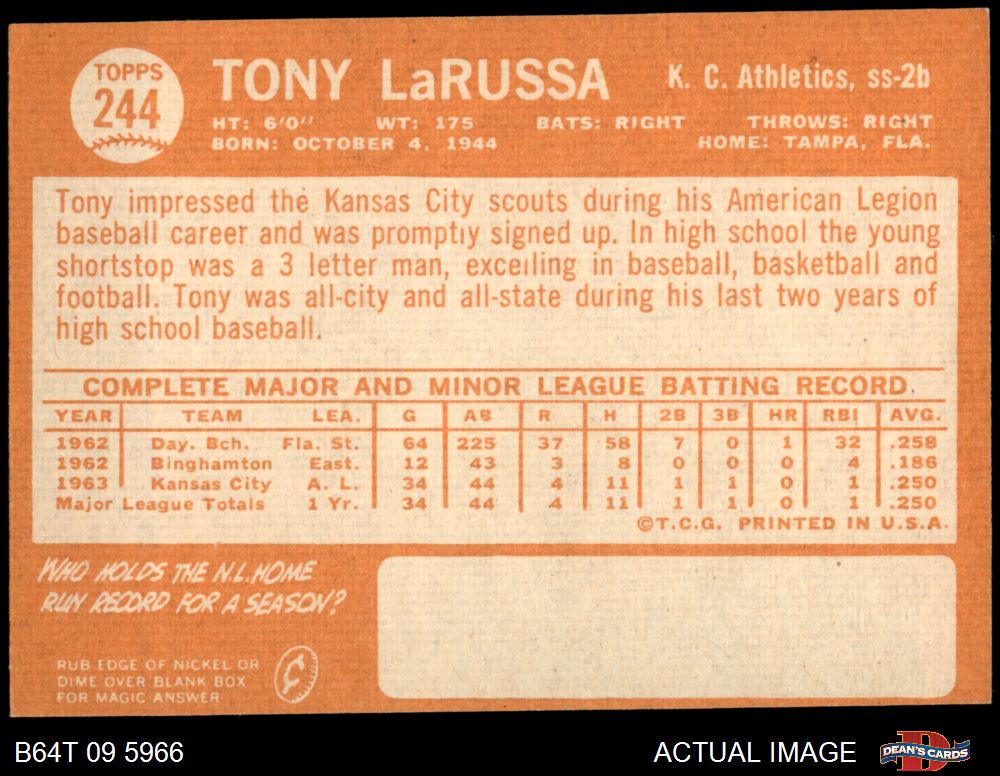 TOPPS
244
TONY LaRUSSA
K. C. Athletics, ss-2b
HT: 6'0" WT: 175 BATS: RIGHT THROWS: RIGHT
BORN: OCTOBER 4, 1944 HOME: TAMPA, FLA.
Tony impressed the Kansas City scouts during his American Legion
baseball career and was promptly signed up. In high school the young
shortstop was a 3 letter man, excelling in baseball, basketball and
football. Tony was all-city and all-state during his last two years of
high school baseball.
COMPLETE MAJOR AND MINOR LEAGUE BATTING RECORD
YEAR TEAM LEA. G AB R H 2B 3B HR RBI AVG.
1962 Day. Bch. Fla. St. 64 225 37 58 7 0 1 32 .258
1962 Binghamton East. 12 43 3 8 0 0 0 4 .186
1963 Kansas City A. L. 34 44 4 11 1 1 0 1 .250
Major League Totals 1 Yr. 34 44 4 11 1 1 0 1 .250
©T.C.G. PRINTED IN U.S.A.
WHO HOLDS THE N.L. HOME
RUN RECORD FOR A SEASON?
RUB EDGE OF NICKEL OR
DIME OVER BLANK BOX
FOR MAGIC ANSWER
B64T 09 5966
ACTUAL IMAGE
D
DEAN'S CARDS